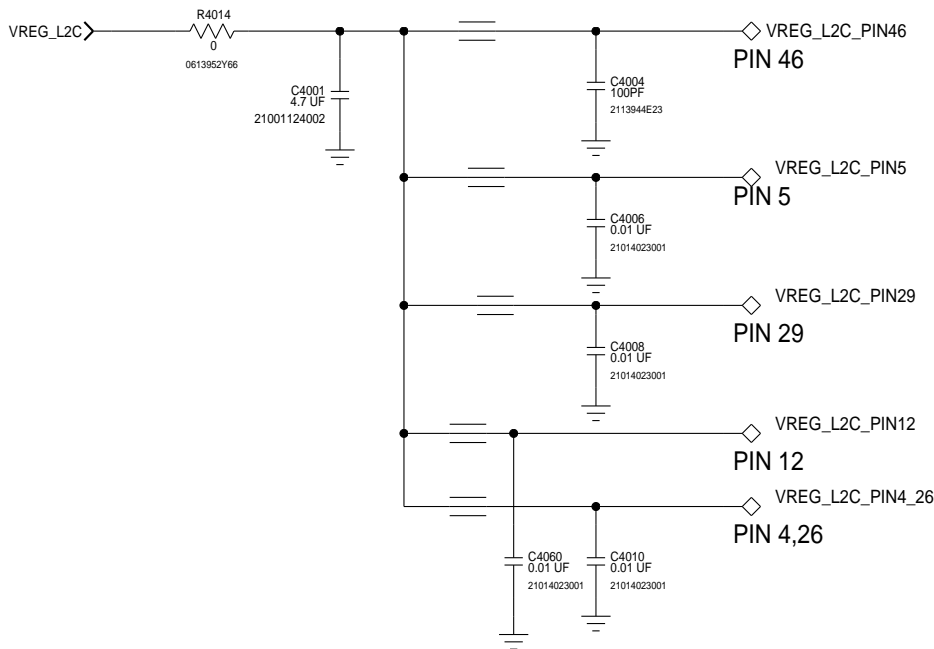 R4014
VREG_L2C
0
0613952Y66
C4001
4.7 UF
21001124002
C4004
100PF
2113944E23
VREG_L2C_PIN46
PIN 46
VREG_L2C_PIN5
PIN 5
C4006
0.01 UF
21014023001
VREG_L2C_PIN29
PIN 29
C4008
0.01 UF
21014023001
VREG_L2C_PIN12
PIN 12
VREG_L2C_PIN4_26
PIN 4,26
C4060
0.01 UF
21014023001
C4010
0.01 UF
21014023001